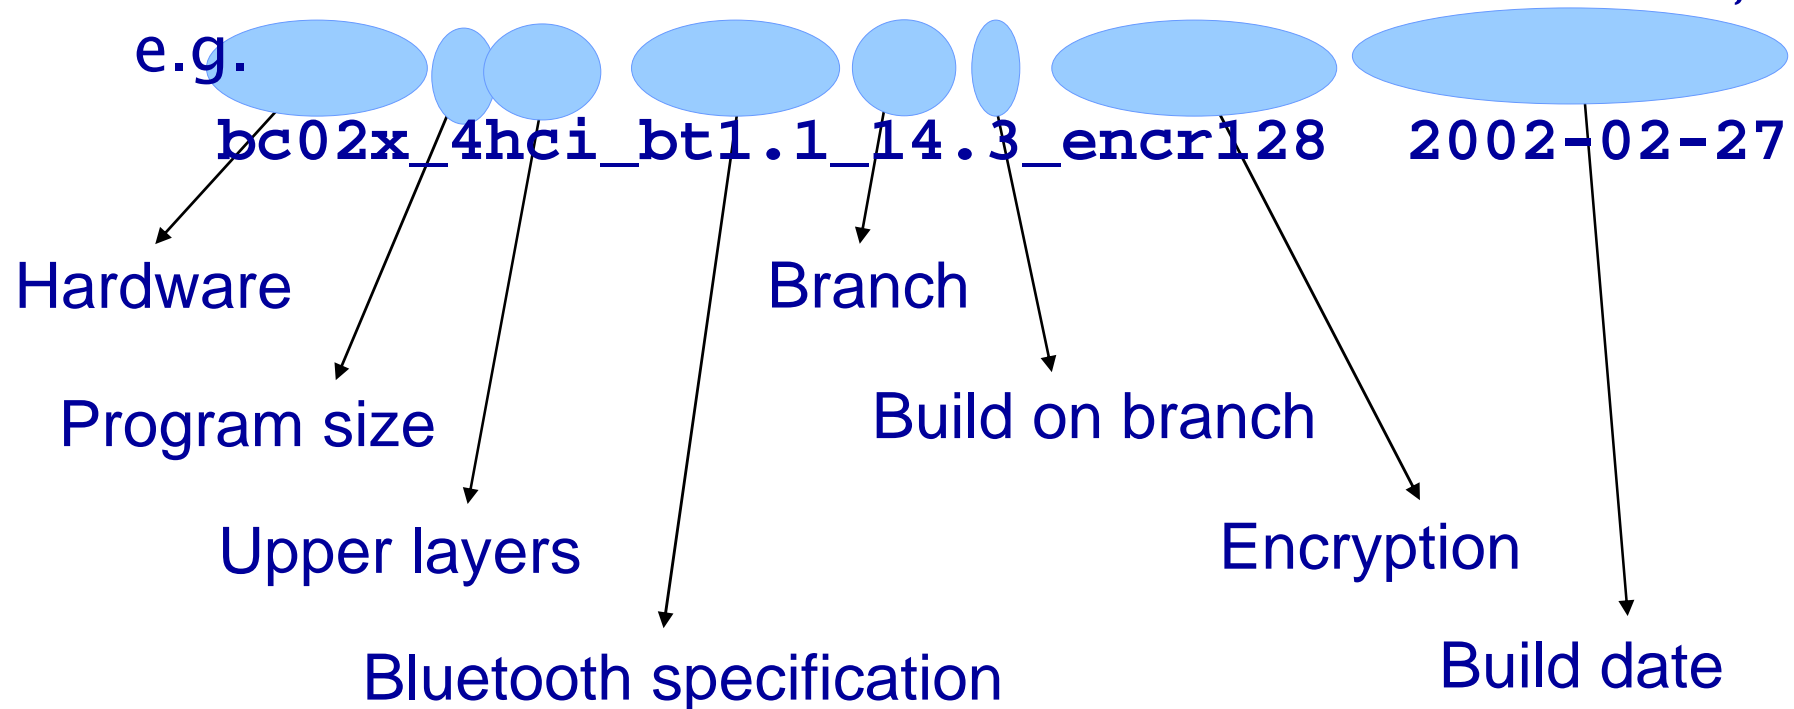 e.g.
bc02x_4hci_bt1.1_14.3_encr128 2002-02-27
Hardware
Branch
Program size
Build on branch
Upper layers
Encryption
Bluetooth specification
Build date